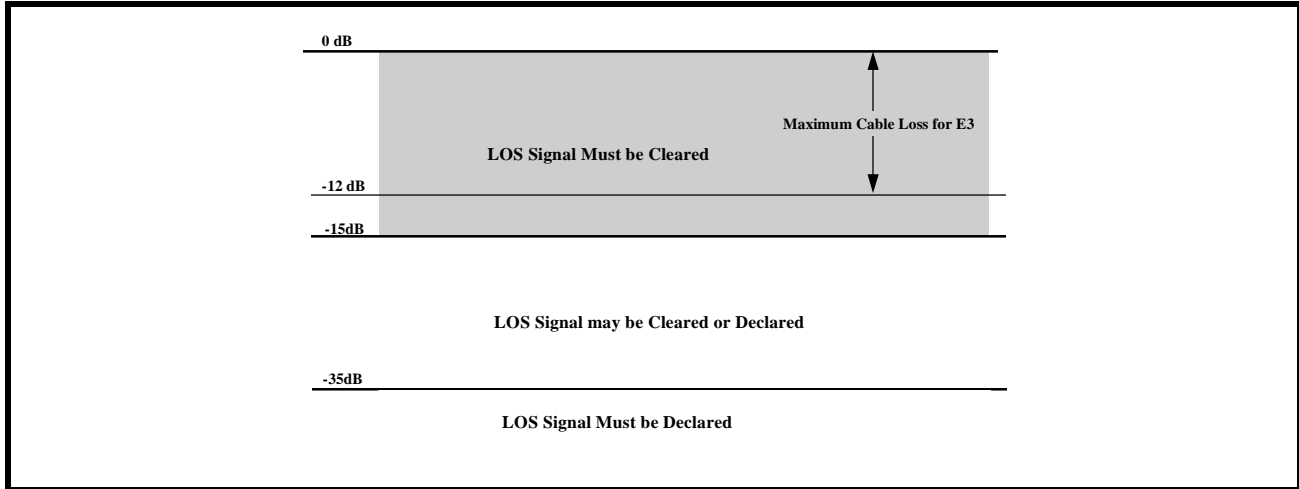 0 dB
Maximum Cable Loss for E3
LOS Signal Must be Cleared
-12 dB
-15dB
LOS Signal may be Cleared or Declared
-35dB
LOS Signal Must be Declared